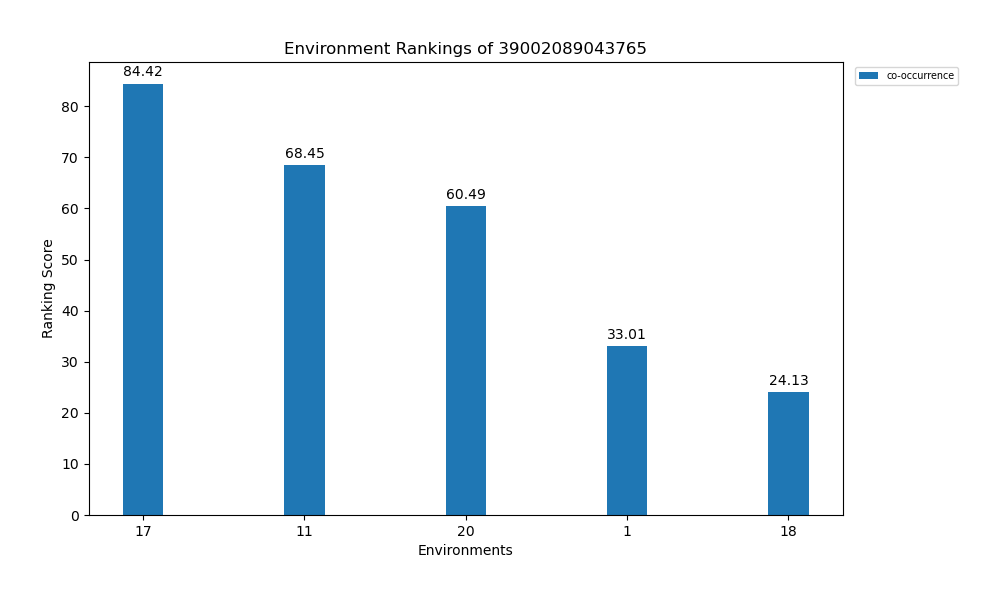 Environment Rankings of 39002089043765
co-occurrence
84.42
68.45
60.49
33.01
24.13
Ranking Score
80
70
60
50
40
30
20
10
0
17 11 20 1 18
Environments